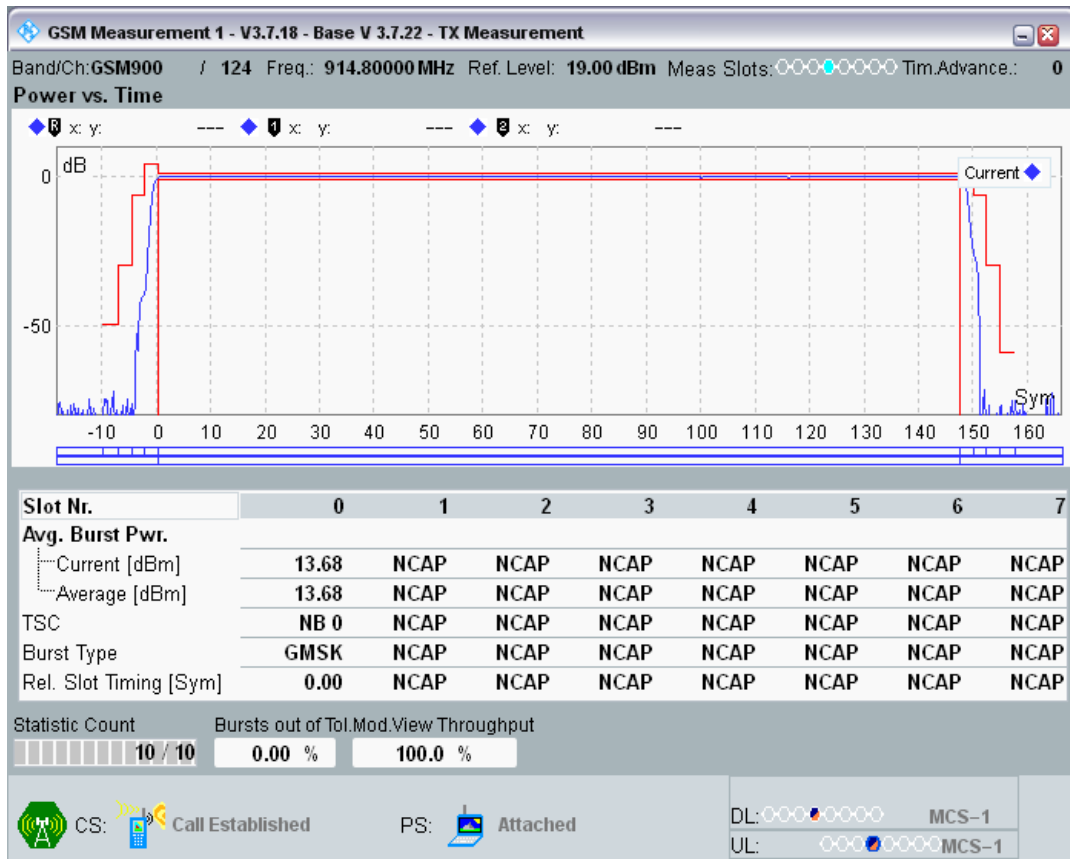 GSM Measurement 1 - V3.7.18 - Base V 3.7.22 - TX Measurement
Band/Ch:GSM900 / 124 Freq.: 914.80000 MHz Ref. Level: 19.00 dBm Meas Slots: Tim.Advance.: 0
Power vs. Time
R x: y: --- 1 x: y: --- 2 x: y: ---
dB
Current
0
-50
Sym
-10 0 10 20 30 40 50 60 70 80 90 100 110 120 130 140 150 160
Slot Nr. 0 1 2 3 4 5 6 7
Avg. Burst Pwr.
Current [dBm] 13.68 NCAP NCAP NCAP NCAP NCAP NCAP NCAP
Average [dBm] 13.68 NCAP NCAP NCAP NCAP NCAP NCAP NCAP
TSC NB 0 NCAP NCAP NCAP NCAP NCAP NCAP NCAP
Burst Type GMSK NCAP NCAP NCAP NCAP NCAP NCAP NCAP
Rel. Slot Timing [Sym] 0.00 NCAP NCAP NCAP NCAP NCAP NCAP NCAP
Statistic Count Bursts out of Tol.Mod.View Throughput
10 / 10 0.00 % 100.0 %
CS: Call Established PS: Attached
DL: MCS-1
UL: MCS-1